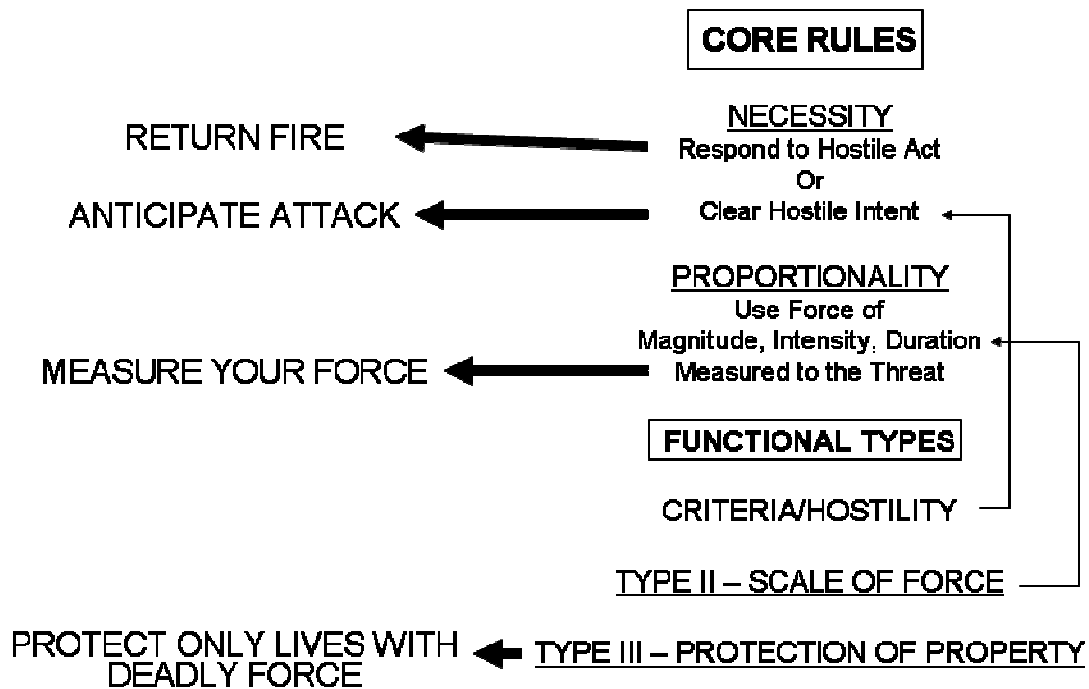 CORE RULES
NECESSITY
RETURN FIRE
Respond to Hostile Act
Or
ANTICIPATE ATTACK
Clear Hostile Intent
PROPORTIONALITY
Use Force of
Magnitude, Intensity, Duration
MEASURE YOUR FORCE
Measured to the Threat
FUNCTIONAL TYPES
CRITERIA/HOSTILITY
TYPE II – SCALE OF FORCE
PROTECT ONLY LIVES WITH
DEADLY FORCE
TYPE III – PROTECTION OF PROPERTY